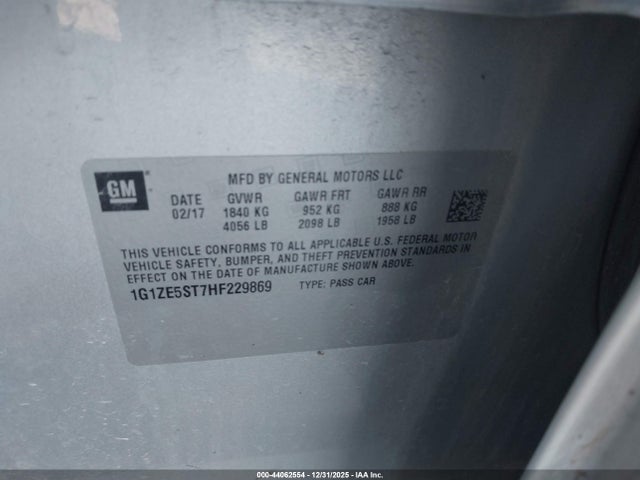 GM
MFD BY GENERAL MOTORS LLC
DATE GVWR GAWR FRT GAWR RR
02/17 1840 KG 952 KG 888 KG
4056 LB 2098 LB 1958 LB
THIS VEHICLE CONFORMS TO ALL APPLICABLE U.S. FEDERAL MOTOR
VEHICLE SAFETY, BUMPER, AND THEFT PREVENTION STANDARDS IN
EFFECT ON THE DATE OF MANUFACTURE SHOWN ABOVE.
1G1ZE5ST7HF229869 TYPE: PASS CAR
000-44062554 - 12/31/2025 - IAA Inc.